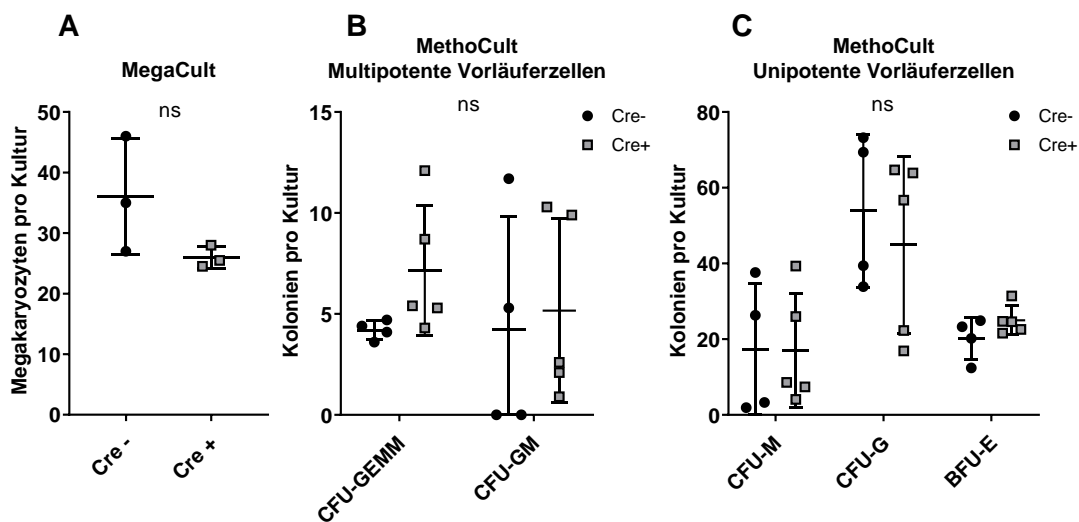 A
MegaCult
ns
Megakaryozyten pro Kultur
50
40
30
20
10
0
Cre -
Cre +
B
MethoCult
Multipotente Vorläuferzellen
ns
Cre-
Cre+
Kolonien pro Kultur
15
10
5
0
CFU-GEMM
CFU-GM
C
MethoCult
Unipotente Vorläuferzellen
ns
Cre-
Cre+
Kolonien pro Kultur
80
60
40
20
0
CFU-M
CFU-G
BFU-E